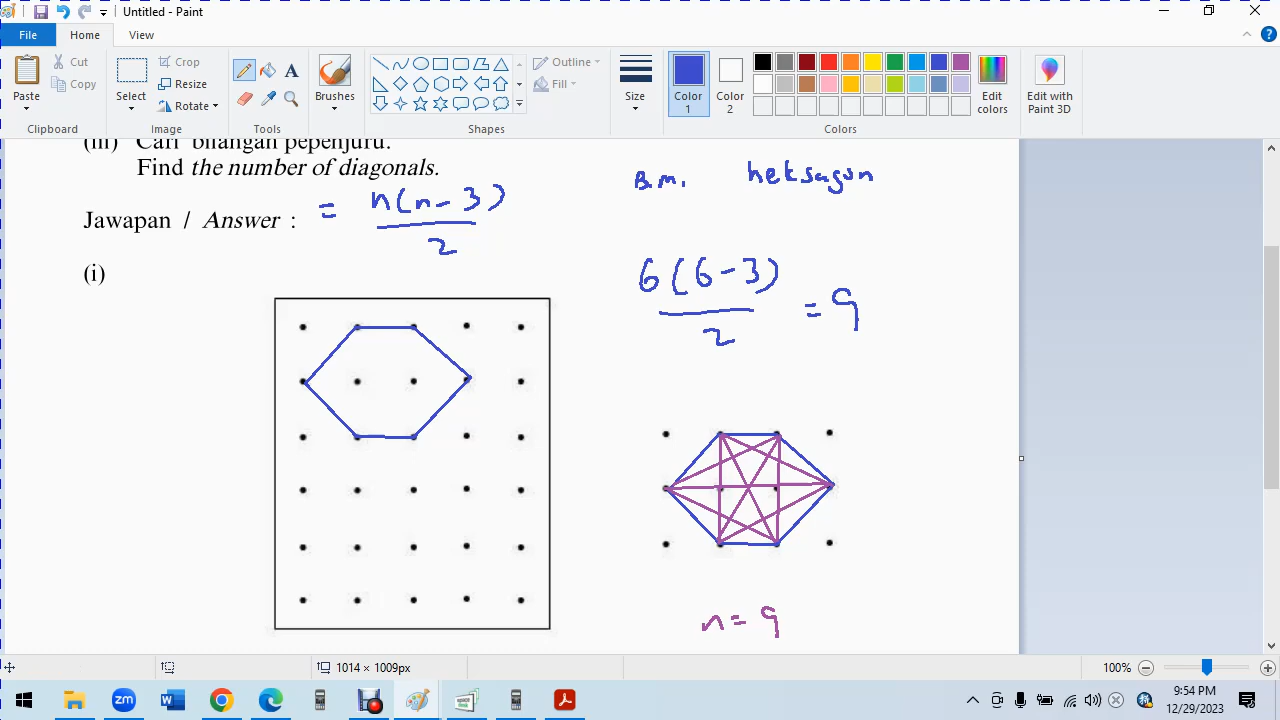 Untitled - Paint
File
Home
View
Paste
Cut
Copy
Clipboard
Select
Crop
Resize
Rotate
Image
A
Tools
Brushes
Shapes
Outline
Fill
Size
Color
1
Color
2
Edit
colors
Colors
Edit with
Paint 3D
(iii) Cari bilangan pepenjuru.
Find the number of diagonals.
Jawapan / Answer :
= n(n-3)
2
(i)
B.m. heksagon
6(6-3)
2
= 9
n = 9
1014 × 1009px
100%
zm
W
9:54 PM
12/29/2023